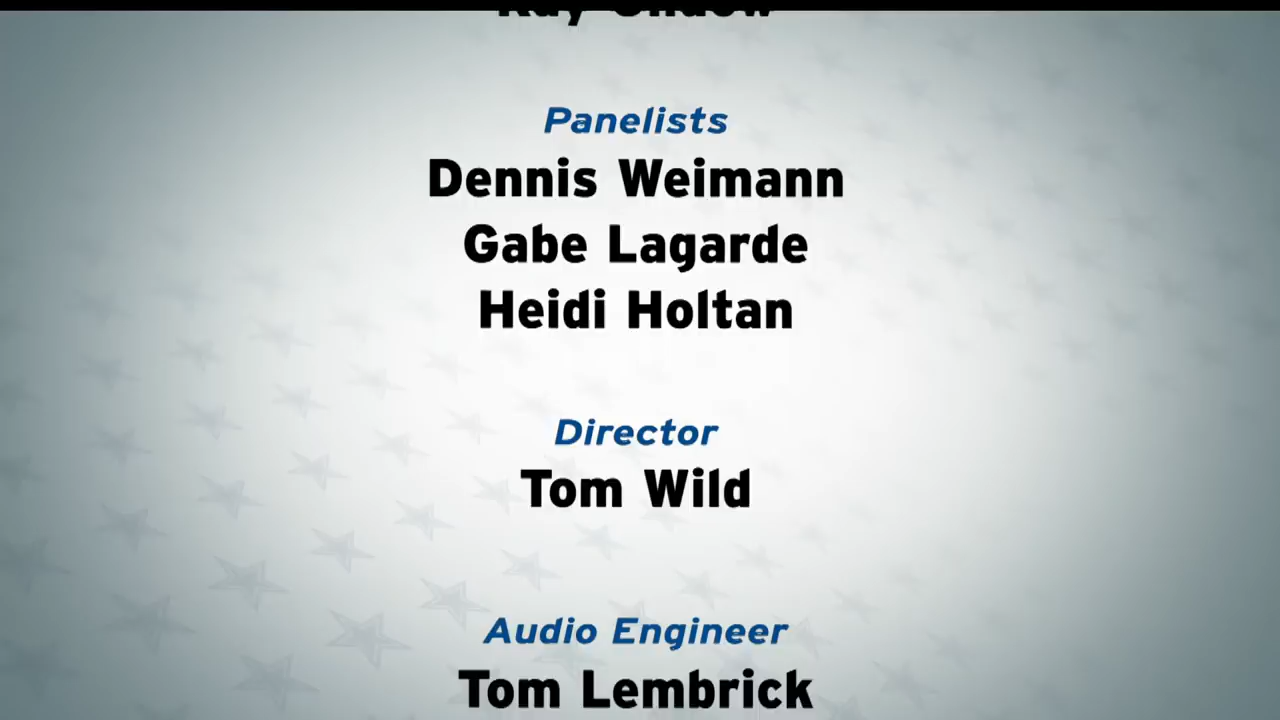 Panelists
Dennis Weimann
Gabe Lagarde
Heidi Holtan
Director
Tom Wild
Audio Engineer
Tom Lembrick